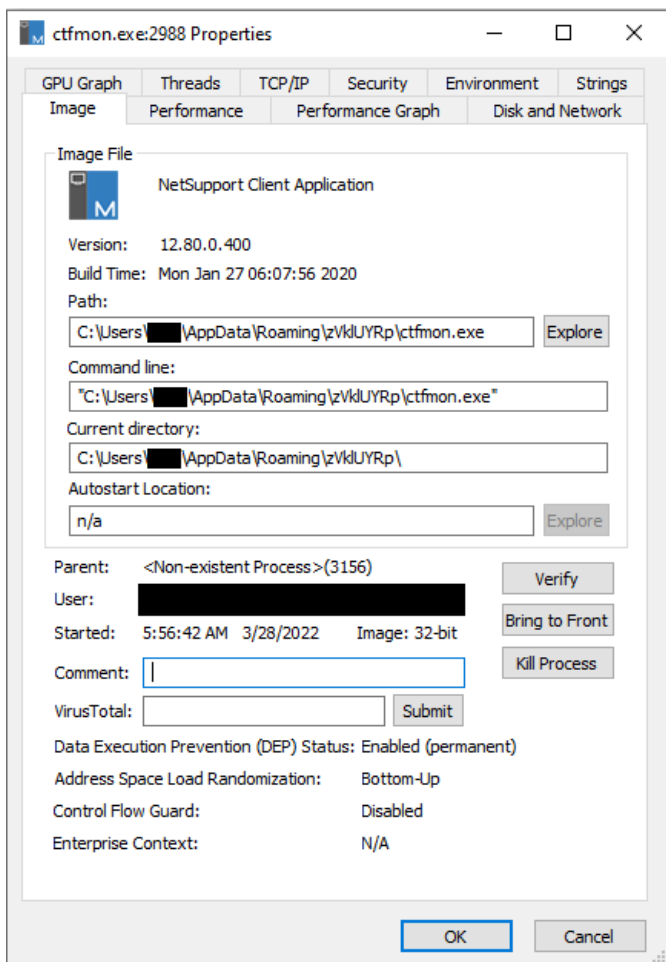 ctfmon.exe:2988 Properties
GPU Graph Threads TCP/IP Security Environment Strings
Image Performance Performance Graph Disk and Network
Image File
M
NetSupport Client Application
Version: 12.80.0.400
Build Time: Mon Jan 27 06:07:56 2020
Path:
C:\Users\ \AppData\Roaming\zVklUYRp\ctfmon.exe Explore
Command line:
"C:\Users\ \AppData\Roaming\zVklUYRp\ctfmon.exe"
Current directory:
C:\Users\ \AppData\Roaming\zVklUYRp\
Autostart Location:
n/a Explore
Parent: <Non-existent Process>(3156)
Verify
User:
Started: 5:56:42 AM 3/28/2022 Image: 32-bit
Bring to Front
Comment:
Kill Process
VirusTotal: Submit
Data Execution Prevention (DEP) Status: Enabled (permanent)
Address Space Load Randomization: Bottom-Up
Control Flow Guard: Disabled
Enterprise Context: N/A
OK Cancel